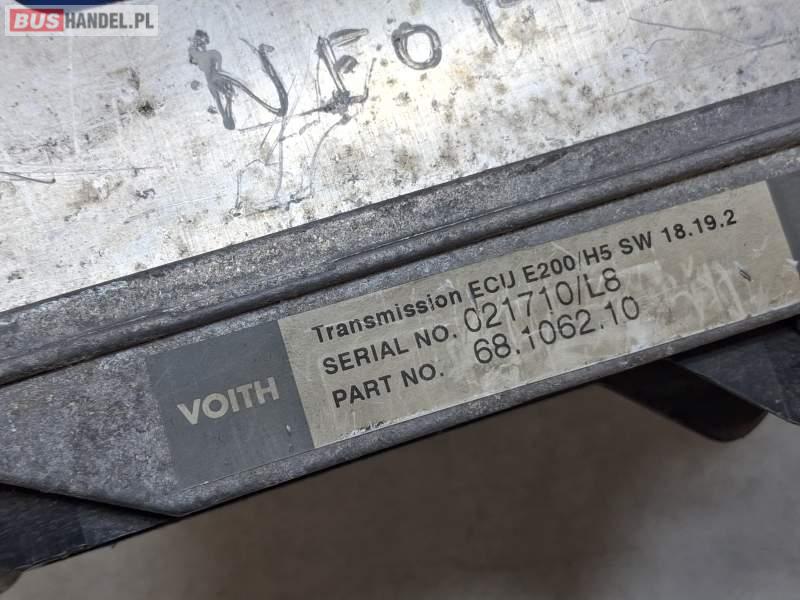 BUSHANDEL.PL
VOITH
Transmission ECU E200/H5 SW 18.19.2
SERIAL NO. 021710/L8
PART NO. 68.1062.10